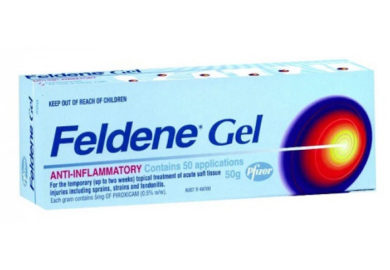 KEEP OUT OF REACH OF CHILDREN
Feldene® Gel
ANTI-INFLAMMATORY Contains 50 applications
50g
Pfizer
For the temporary (up to two weeks) topical treatment of acute soft tissue
injuries including sprains, strains and tendonitis.
Each gram contains 5mg OF PIROXICAM (0.5% w/w).